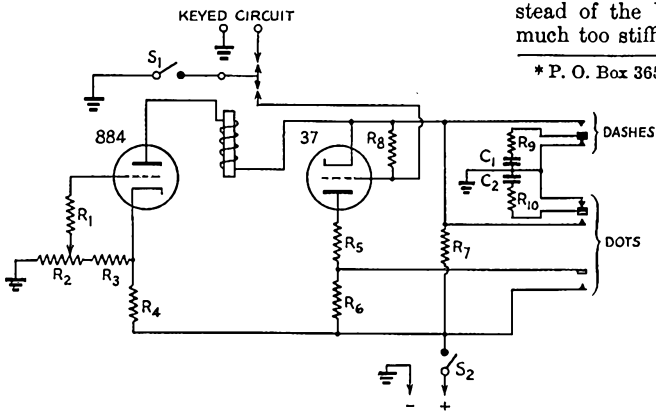 KEYED CIRCUIT
stead of the
much too stiff
* P. O. Box 365
S1
884
37
R8
R9
C1
C2
R10
DASHES
DOTS
R1
R2
R3
R4
R5
R6
R7
S2
- +